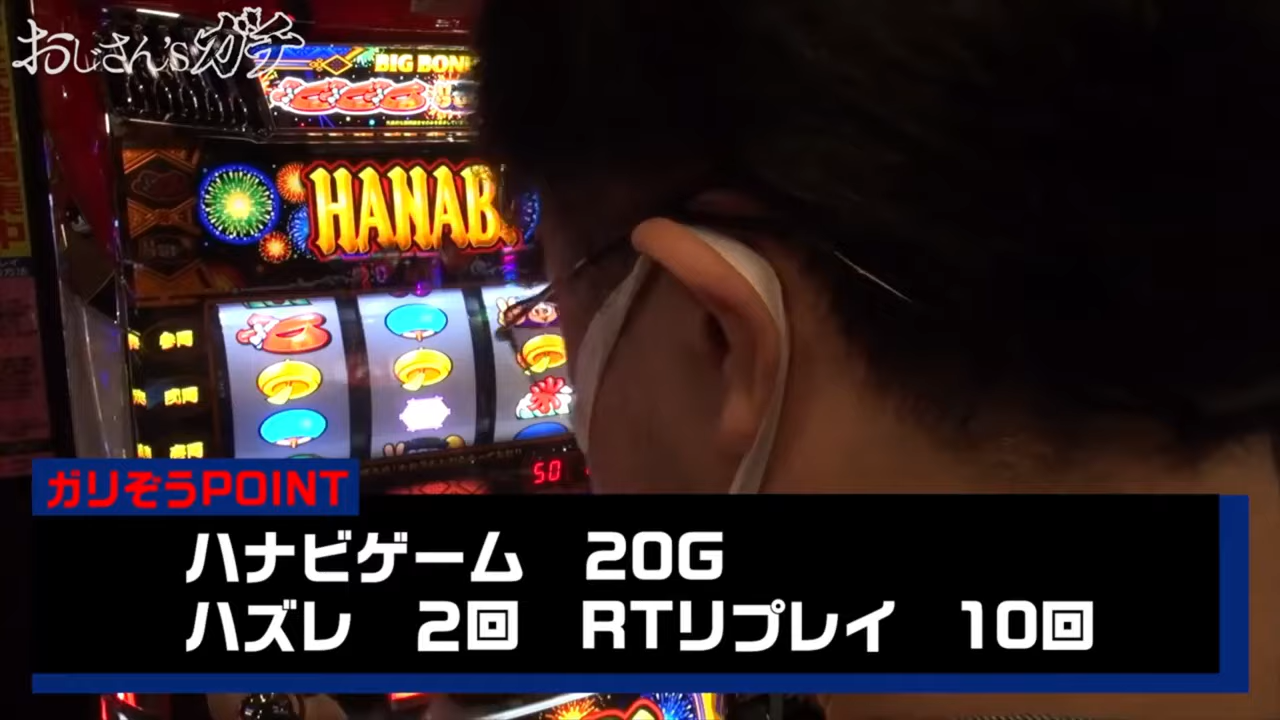 おじさん'sガチ
BIG BON
HANAB
50
ガリぞうPOINT
ハナビゲーム 20G
ハズレ 2回 RTリプレイ 10回